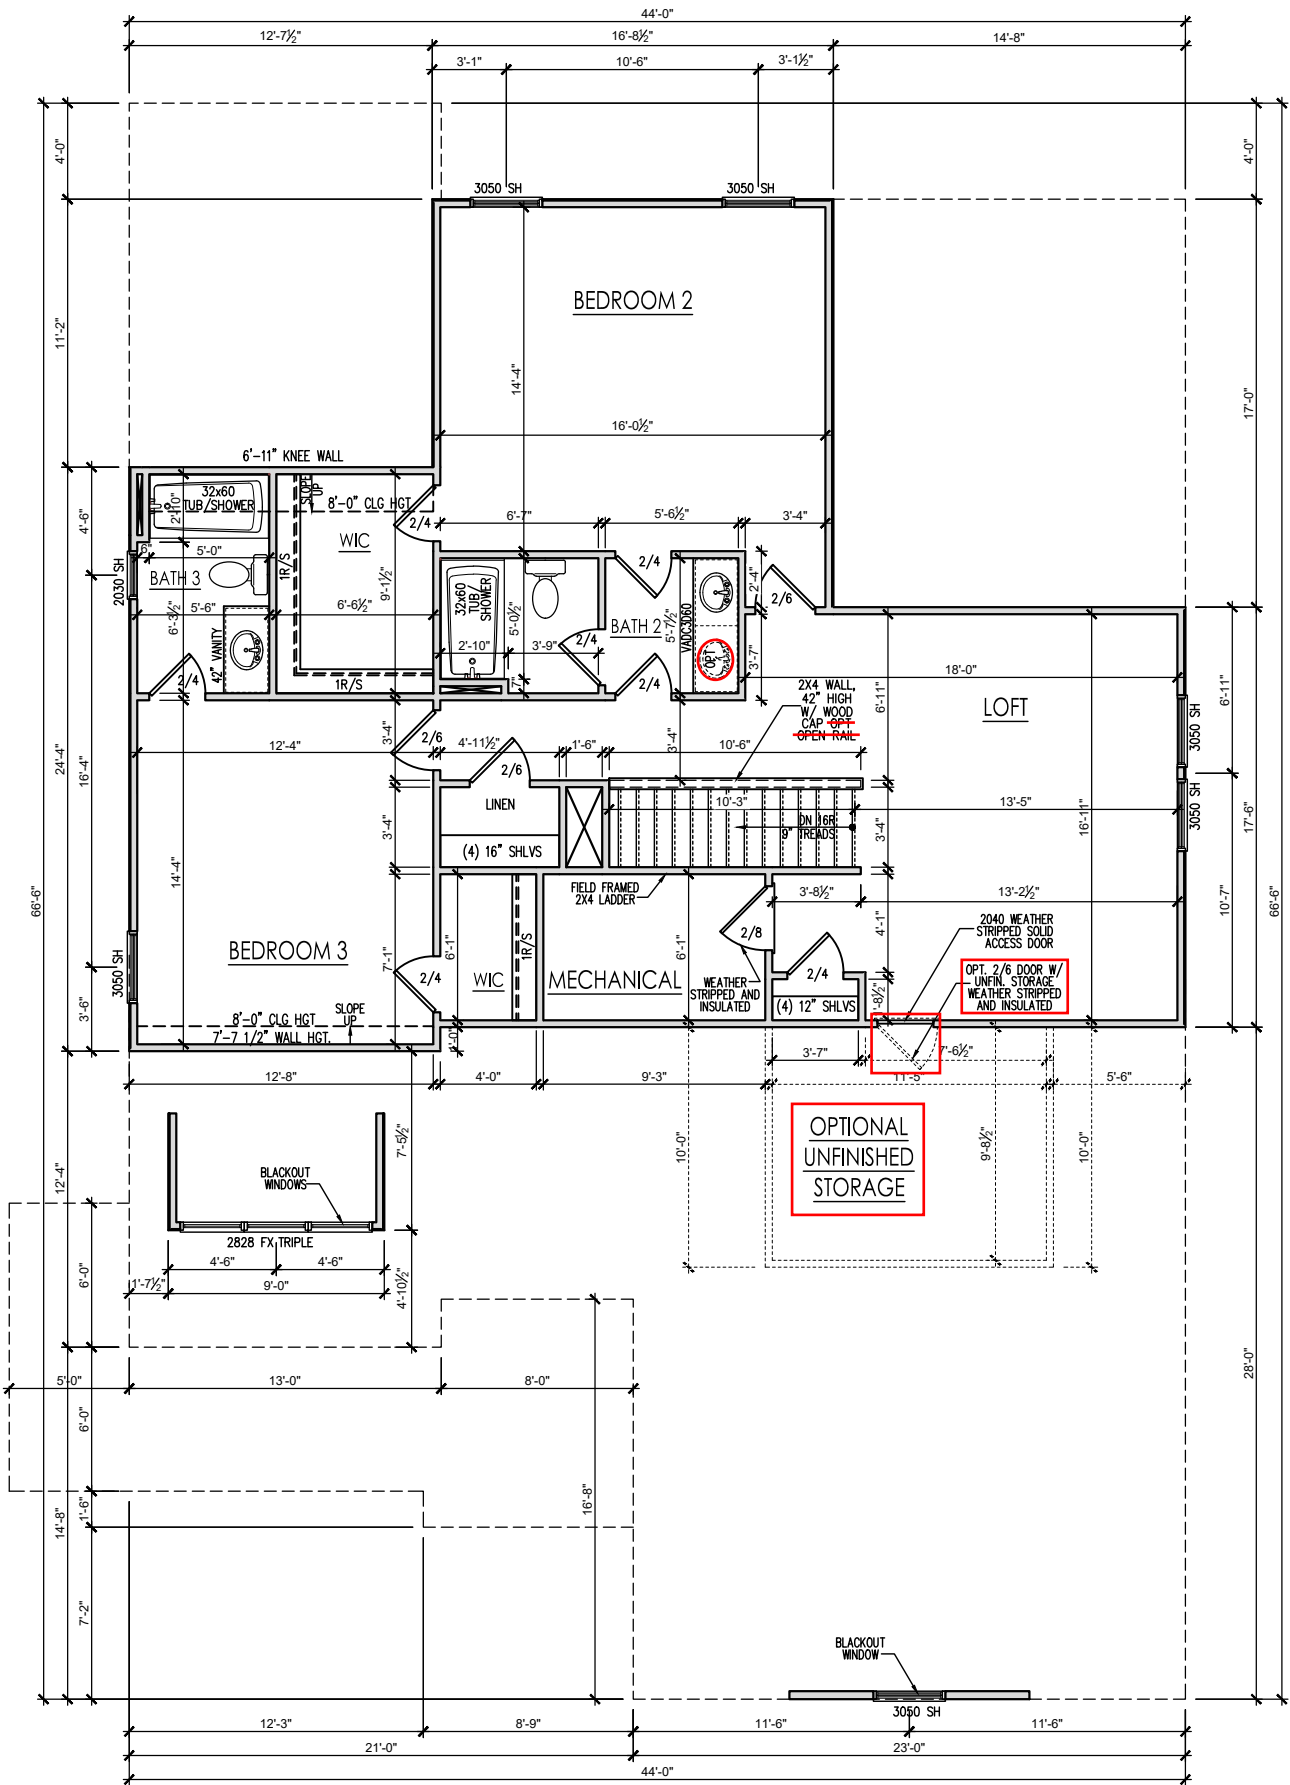 44'-0"
12'-7½"
16'-8½"
14'-8"
3'-1"
10'-6"
3'-1½"
4'-0"
4'-0"
3050 SH
3050 SH
BEDROOM 2
11'-2"
14'-4"
17'-0"
16'-0½"
6'-11" KNEE WALL
32x60
TUB/SHOWER
2'-10"
SLOPE
UP
8'-0" CLG HGT
4'-6"
2/4
6'-7"
5'-6½"
3'-4"
WIC
6"
5'-0"
1R/S
9'-1½"
2030 SH
BATH 3
2/4
2'-4"
32x60
TUB/
SHOWER
5'-0½"
VADC3D60
2/6
5'-6"
6'-3½"
6'-6½"
BATH 2
5'-7½"
42" VANITY
2/4
2'-10"
3'-9"
OPT
3'-7"
2/4
1R/S
7"
2/4
18'-0"
2X4 WALL,
42" HIGH
W/ WOOD
CAP OPT
OPEN RAIL
6'-11"
LOFT
6'-11"
3050 SH
24'-4"
16'-4"
12'-4"
3'-4"
2/6
4'-11½"
2/6
1'-6"
3'-4"
10'-6"
LINEN
10'-3"
13'-5"
3050 SH
3'-4"
DN 16R
9" TREADS
3'-4"
16'-11"
17'-6"
(4) 16" SHLVS
14'-4"
FIELD FRAMED
2X4 LADDER
3'-8½"
13'-2½"
66'-6"
66'-6"
10'-7"
2040 WEATHER
STRIPPED SOLID
ACCESS DOOR
BEDROOM 3
7'-1"
6'-1"
1R/S
6'-1"
2/8
4'-1"
3050 SH
2/4
WIC
MECHANICAL
WEATHER
STRIPPED AND
INSULATED
2/4
OPT. 2/6 DOOR W/
UNFIN. STORAGE
WEATHER STRIPPED
AND INSULATED
3'-6"
(4) 12" SHLVS
8'-0" CLG HGT
SLOPE
UP
7'-7 1/2" WALL HGT.
1'-0"
3'-7"
7'-6½"
12'-8"
4'-0"
9'-3"
11'-5"
5'-6"
OPTIONAL
UNFINISHED
STORAGE
10'-0"
9'-8½"
10'-0"
7'-5½"
12'-4"
BLACKOUT
WINDOWS
2828 FX TRIPLE
4'-6"
4'-6"
6'-0"
1'-7½"
9'-0"
4'-10½"
5'-0"
13'-0"
8'-0"
28'-0"
6'-0"
16'-8"
14'-8"
1'-6"
7'-2"
BLACKOUT
WINDOW
3050 SH
12'-3"
8'-9"
11'-6"
11'-6"
21'-0"
23'-0"
44'-0"